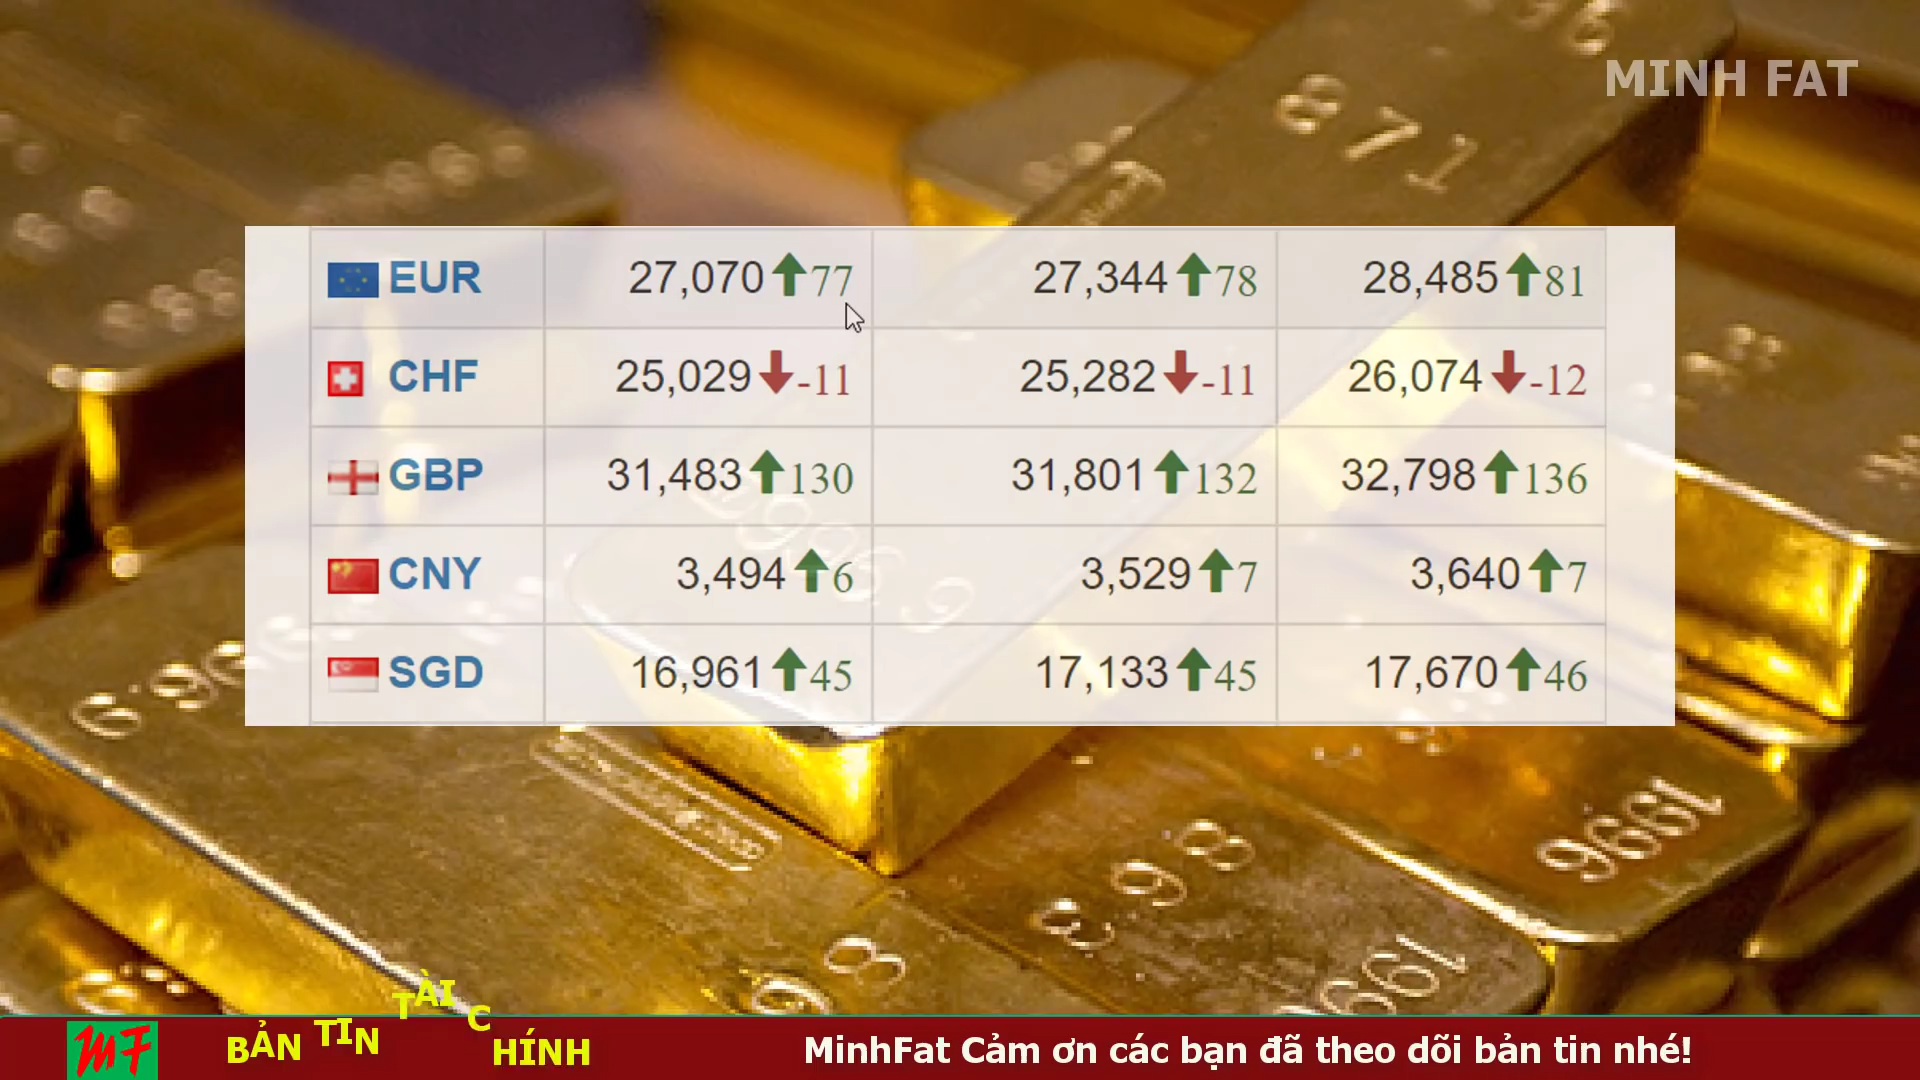 MINH FAT
871
EUR 27,070 77 27,344 78 28,485 81
CHF 25,029 -11 25,282 -11 26,074 -12
GBP 31,483 130 31,801 132 32,798 136
CNY 3,494 6 3,529 7 3,640 7
SGD 16,961 45 17,133 45 17,670 46
1996
MF BẢN TIN TÀI CHÍNH MinhFat Cảm ơn các bạn đã theo dõi bản tin nhé!